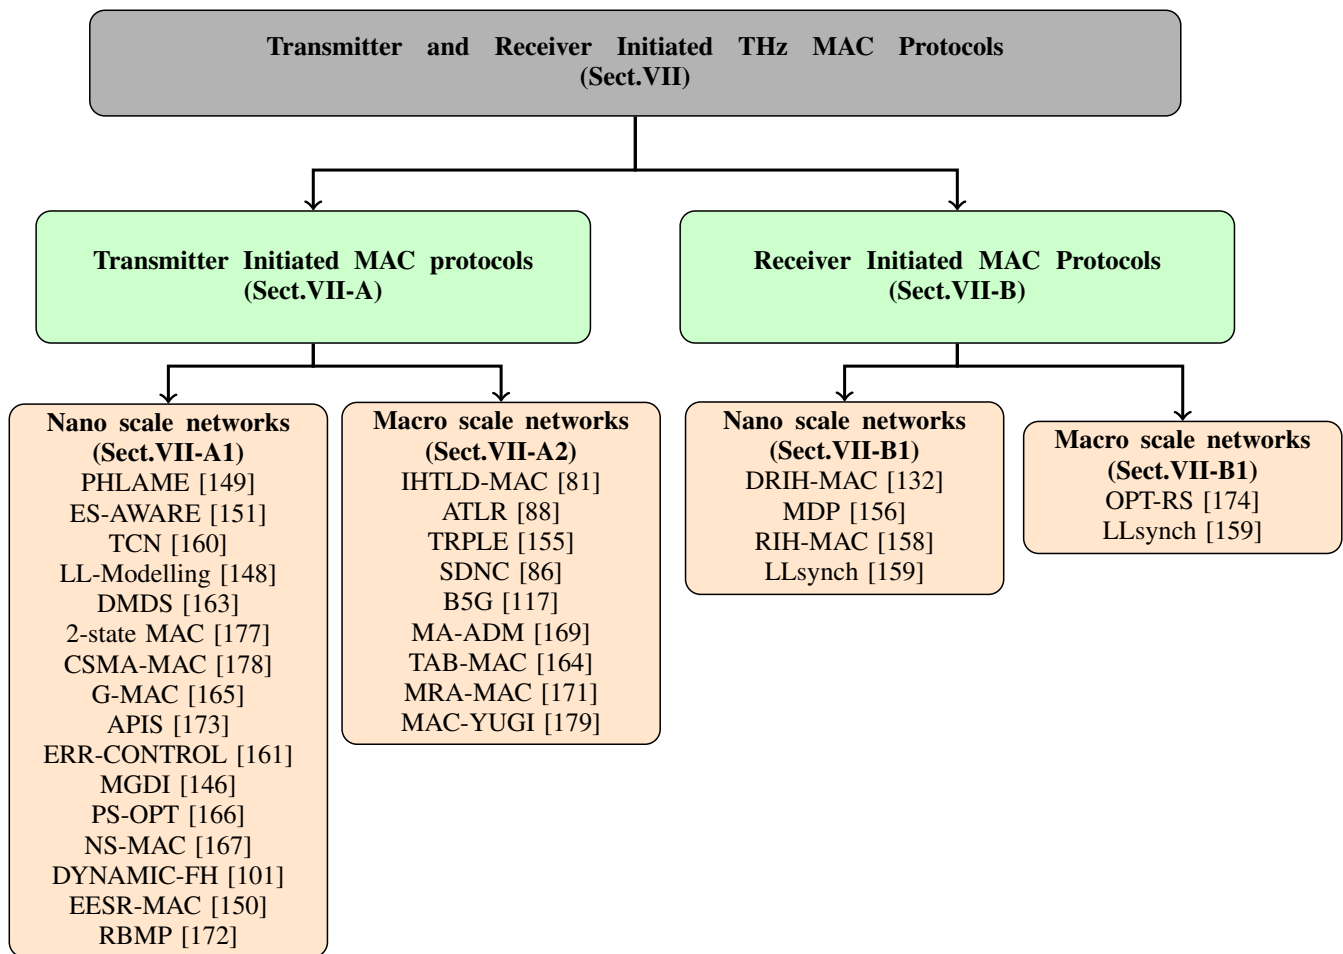 Transmitter and Receiver Initiated THz MAC Protocols
(Sect.VII)
Transmitter Initiated MAC protocols
(Sect.VII-A)
Receiver Initiated MAC Protocols
(Sect.VII-B)
Nano scale networks
(Sect.VII-A1)
PHLAME [149]
ES-AWARE [151]
TCN [160]
LL-Modelling [148]
DMDS [163]
2-state MAC [177]
CSMA-MAC [178]
G-MAC [165]
APIS [173]
ERR-CONTROL [161]
MGDI [146]
PS-OPT [166]
NS-MAC [167]
DYNAMIC-FH [101]
EESR-MAC [150]
RBMP [172]
Macro scale networks
(Sect.VII-A2)
IHTLD-MAC [81]
ATLR [88]
TRPLE [155]
SDNC [86]
B5G [117]
MA-ADM [169]
TAB-MAC [164]
MRA-MAC [171]
MAC-YUGI [179]
Nano scale networks
(Sect.VII-B1)
DRIH-MAC [132]
MDP [156]
RIH-MAC [158]
LLsynch [159]
Macro scale networks
(Sect.VII-B1)
OPT-RS [174]
LLsynch [159]